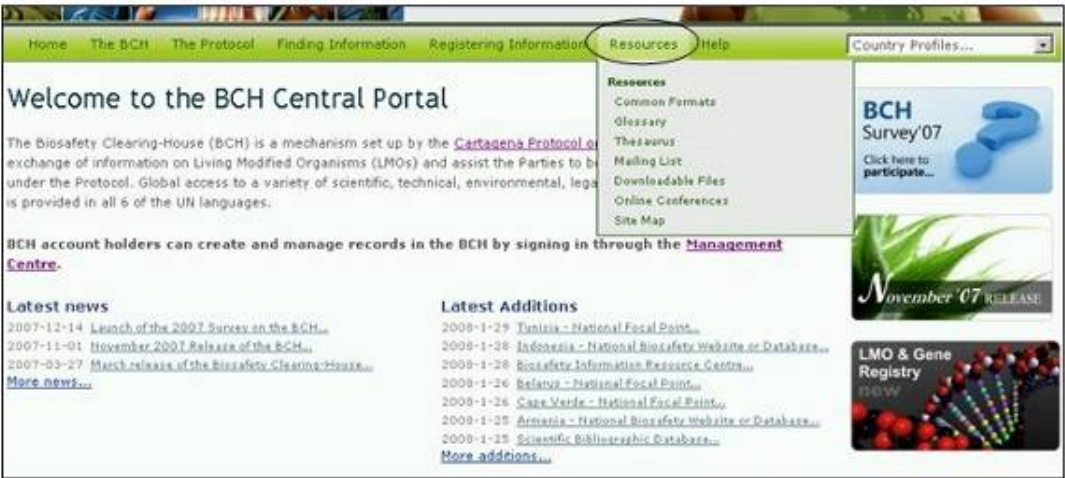 Home The BCH The Protocol Finding Information Registering Information Resources Help
Country Profiles...
Resources
Common Formats
Glossary
Thesaurus
Mailing List
Downloadable Files
Online Conferences
Site Map
Welcome to the BCH Central Portal
The Biosafety Clearing-House (BCH) is a mechanism set up by the Cartagena Protocol
exchange of information on Living Modified Organisms (LMOs) and assist the Parties to
under the Protocol. Global access to a variety of scientific, technical, environmental,
is provided in all 6 of the UN languages.
BCH account holders can create and manage records in the BCH by signing in through the Management
Centre.
Latest news
2007-12-14 Launch of the 2007 Survey on the BCH...
2007-11-01 November 2007 Release of the BCH...
2007-03-27 March release of the Biosafety Clearing-House...
More news...
Latest Additions
2008-1-29 Tunisia - National Focal Point...
2008-1-28 Indonesia - National Biosafety Website or Database...
2008-1-28 Biosafety Information Resource Centre...
2008-1-26 Belarus - National Focal Point...
2008-1-26 Cape Verde - National Focal Point...
2008-1-25 Armenia - National Biosafety Website or Database...
2008-1-25 Scientific Bibliographic Database...
More additions...
BCH
Survey'07
Click here to
participate...
November '07 RELEASE
LMO & Gene
Registry
now